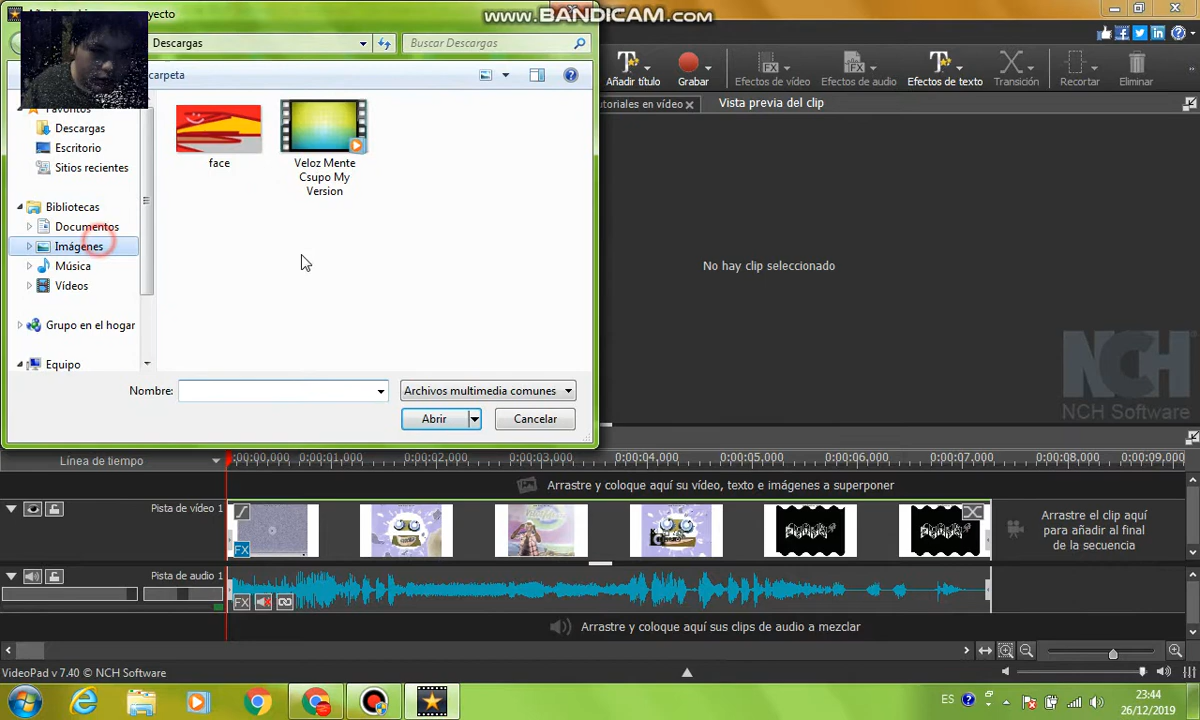 yecto
www.BANDICAM.com
Descargas
Buscar Descargas
carpeta
Favoritos
Descargas
Escritorio
Sitios recientes
Bibliotecas
Documentos
Imágenes
Música
Vídeos
Grupo en el hogar
Equipo
face
Veloz Mente
Csupo My
Version
Nombre:
Archivos multimedia comunes
Abrir
Cancelar
Añadir título
Grabar
Efectos de vídeo
Efectos de audio
Efectos de texto
Transición
Recortar
Eliminar
utoriales en vídeo
Vista previa del clip
No hay clip seleccionado
NCH
NCH Software
Línea de tiempo
0:00:00,000
0:00:01,000
0:00:02,000
0:00:03,000
0:00:04,000
0:00:05,000
0:00:06,000
0:00:07,000
0:00:08,000
0:00:09,000
Arrastre y coloque aquí su vídeo, texto e imágenes a superponer
Pista de vídeo 1
FX
Arrastre el clip aquí
para añadir al final
de la secuencia
Pista de audio 1
FX
Arrastre y coloque aquí sus clips de audio a mezclar
VideoPad v 7.40 © NCH Software
ES
23:44
26/12/2019